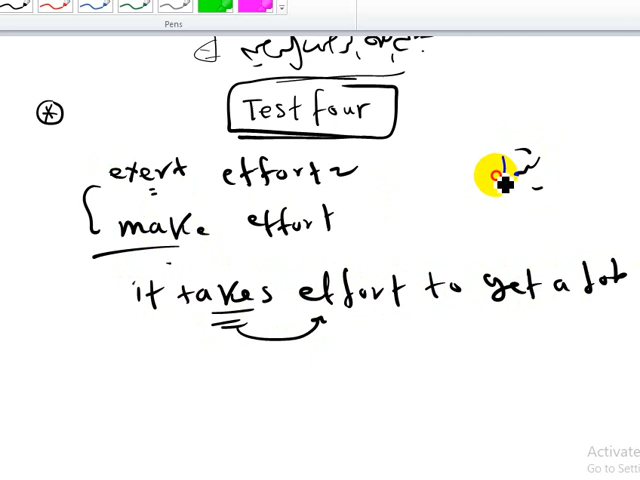 Pens
Test four
exert effort =
make effort
it takes effort to get a job
Activate
Go to Setti